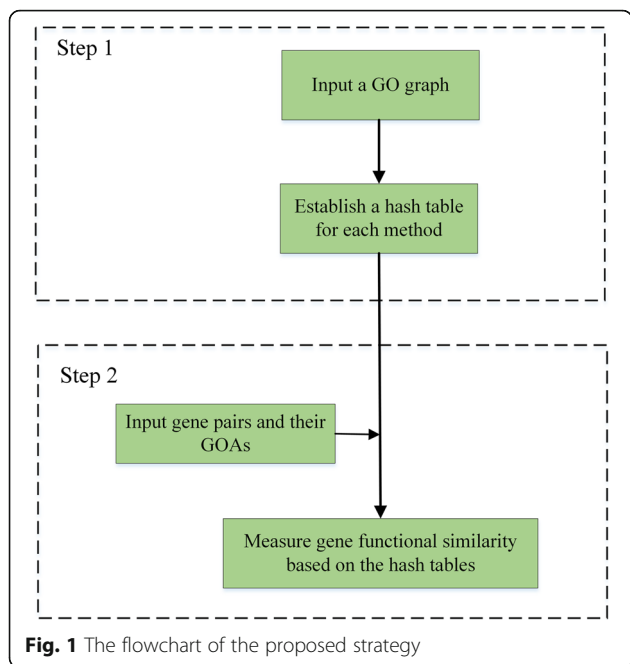 Step 1
Input a GO graph
Establish a hash table
for each method
Step 2
Input gene pairs and their
GOAs
Measure gene functional similarity
based on the hash tables
Fig. 1 The flowchart of the proposed strategy